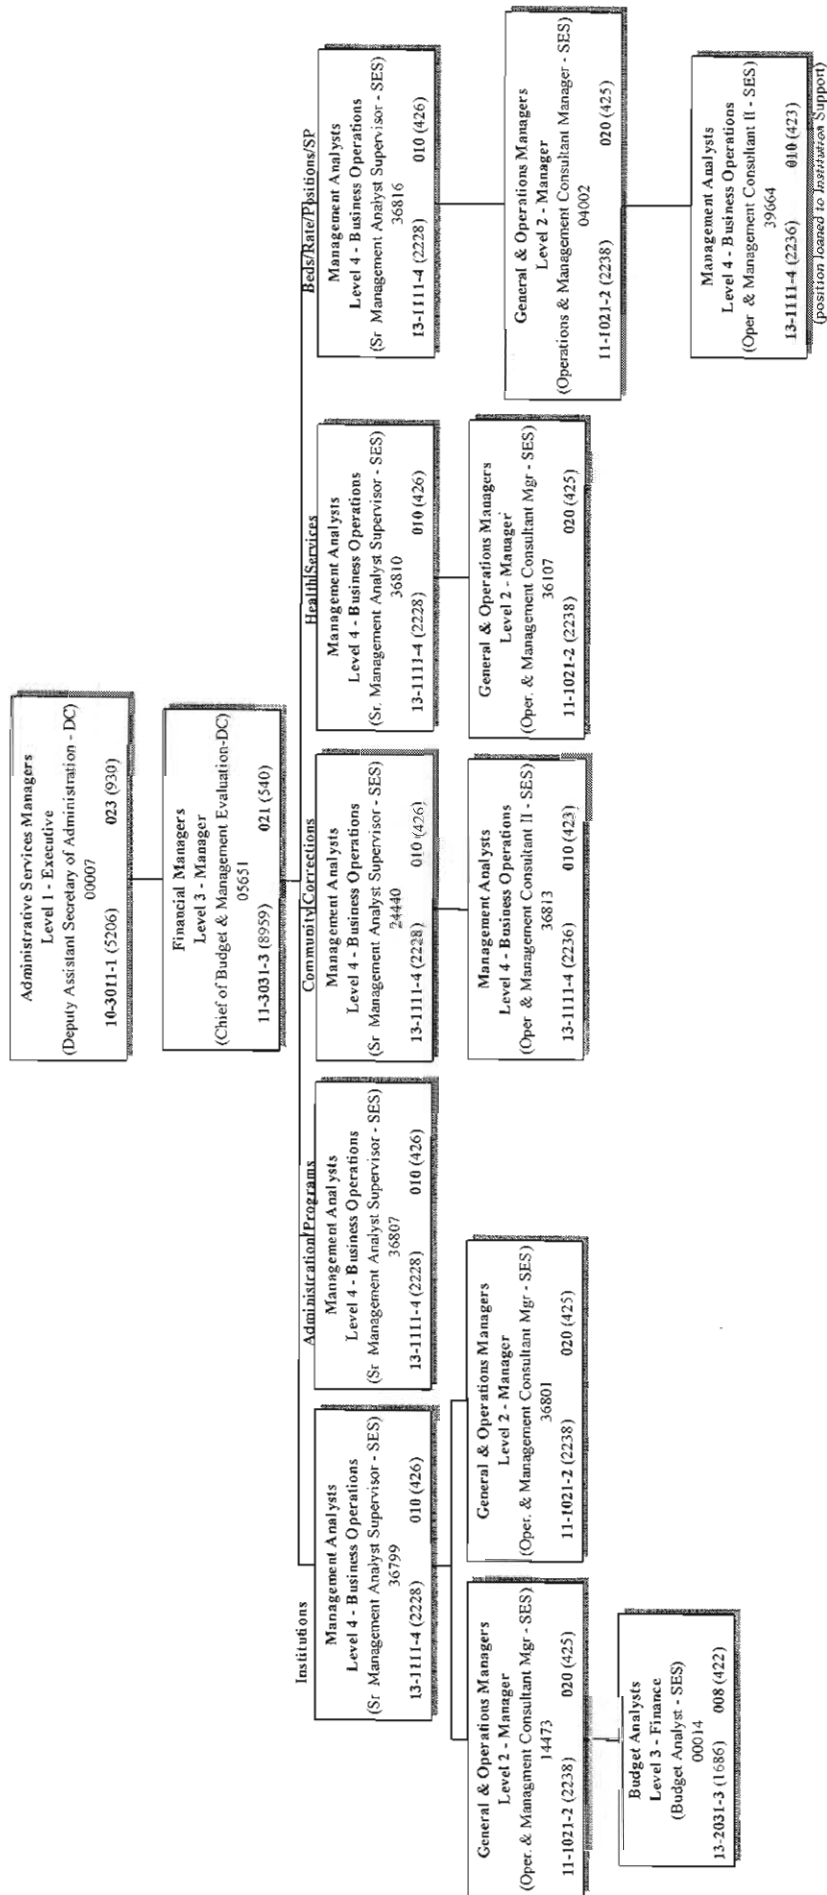 Administrative Services Managers
Level 1 - Executive
(Deputy Assistant Secretary of Administration - DC)
00007
10-3011-1 (5206) 023 (930)
Financial Managers
Level 3 - Manager
(Chief of Budget & Management Evaluation-DC)
05651
11-3031-3 (8959) 021 (540)
Institutions
Management Analysts
Level 4 - Business Operations
(Sr Management Analyst Supervisor - SES)
36799
13-1111-4 (2228) 010 (426)
General & Operations Managers
Level 2 - Manager
(Oper. & Managment Consultant Mgr - SES)
14473
11-1021-2 (2238) 020 (425)
Budget Analysts
Level 3 - Finance
(Budget Analyst - SES)
00014
13-2031-3 (1686) 008 (422)
General & Operations Managers
Level 2 - Manager
(Oper. & Management Consultant Mgr - SES)
36801
11-1021-2 (2238) 020 (425)
Administration/Programs
Management Analysts
Level 4 - Business Operations
(Sr Management Analyst Supervisor - SES)
36807
13-1111-4 (2228) 010 (426)
Community Corrections
Management Analysts
Level 4 - Business Operations
(Sr Management Analyst Supervisor - SES)
24440
13-1111-4 (2228) 010 (426)
Management Analysts
Level 4 - Business Operations
(Oper & Management Consultant II - SES)
36813
13-1111-4 (2236) 010 (423)
Health Services
Management Analysts
Level 4 - Business Operations
(Sr. Management Analyst Supervisor - SES)
36810
13-1111-4 (2228) 010 (426)
General & Operations Managers
Level 2 - Manager
(Oper. & Management Consultant Mgr - SES)
36107
11-1021-2 (2238) 020 (425)
Beds/Rate/Positions/SP
Management Analysts
Level 4 - Business Operations
(Sr Management Analyst Supervisor - SES)
36816
13-1111-4 (2228) 010 (426)
General & Operations Managers
Level 2 - Manager
(Operations & Management Consultant Manager - SES)
04002
11-1021-2 (2238) 020 (425)
Management Analysts
Level 4 - Business Operations
(Oper & Management Consultant II - SES)
39664
13-1111-4 (2236) 010 (423)
(position loaned to Institution Support)